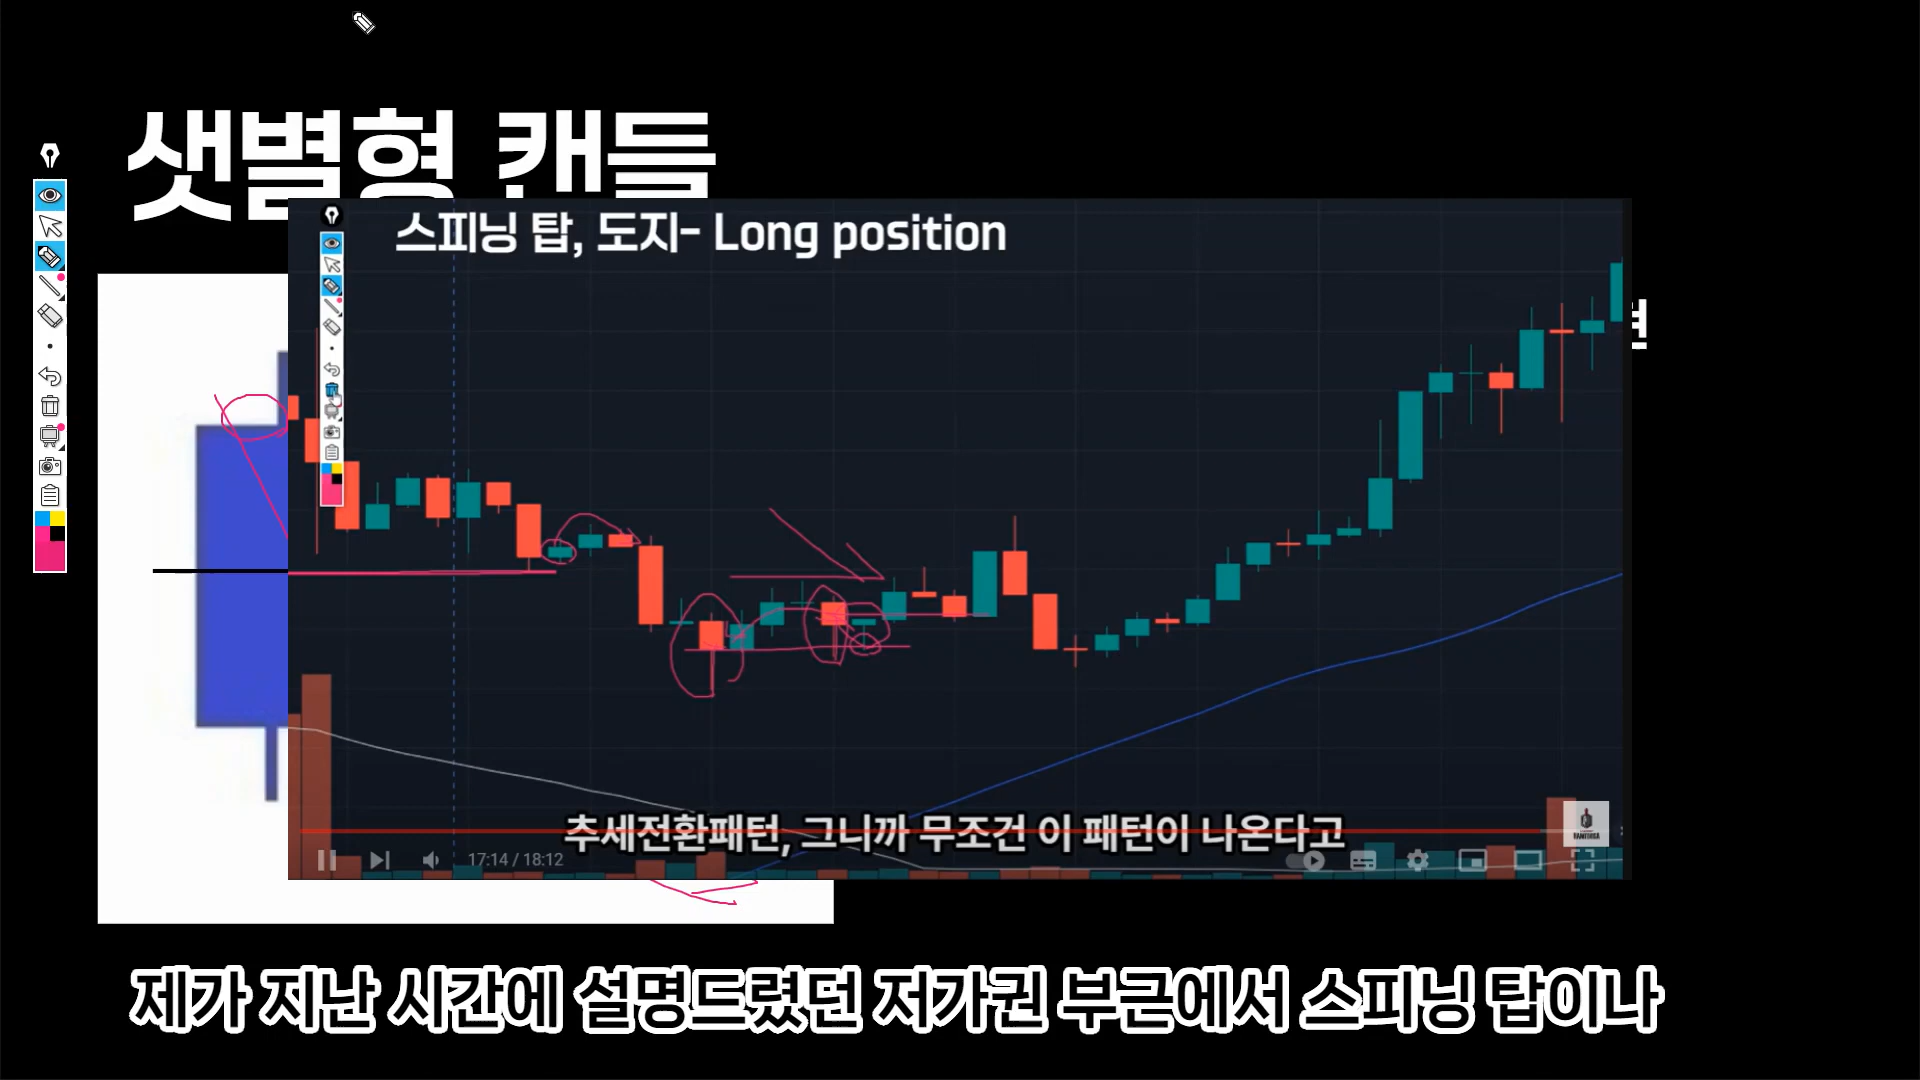 샛별형 캔들
스피닝 탑, 도지- Long position
추세전환패턴, 그니까 무조건 이 패턴이 나온다고
17:14 / 18:12
제가 지난 시간에 설명드렸던 저가권 부근에서 스피닝 탑이나